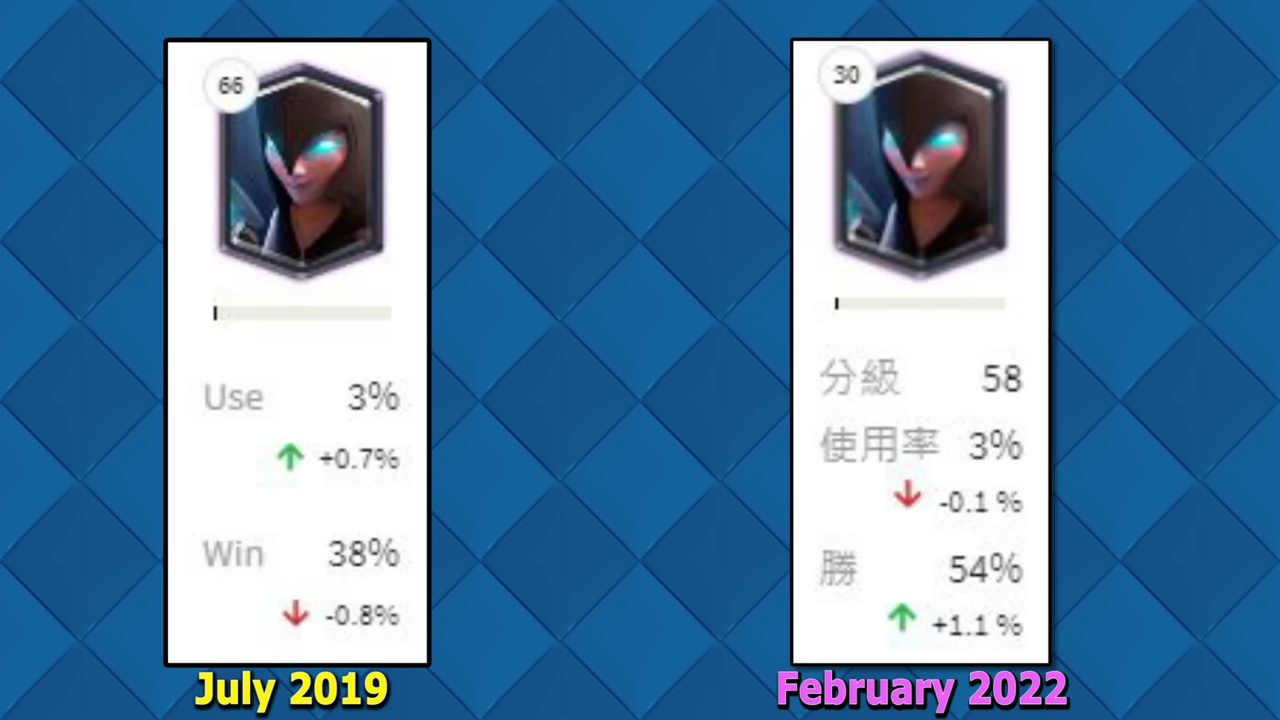 66
Use 3%
+0.7%
Win 38%
-0.8%
July 2019
30
分級 58
使用率 3%
-0.1 %
勝 54%
+1.1 %
February 2022